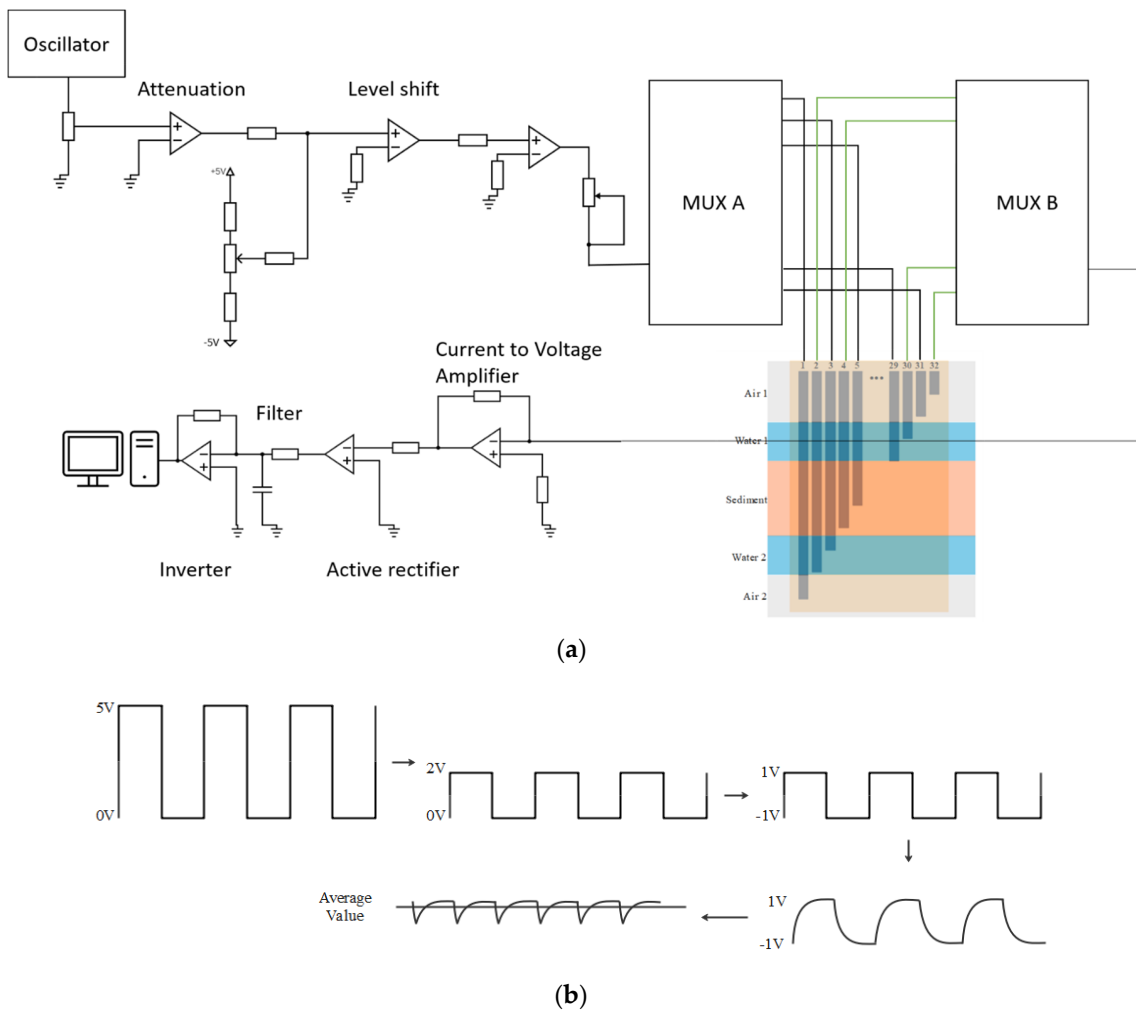 Oscillator
Attenuation
Level shift
+
−
+
−
+
−
+5V
-5V
MUX A
MUX B
1 2 3 4 5 ••• 29 30 31 32
Air 1
Water 1
Sediment
Water 2
Air 2
Current to Voltage
Amplifier
Filter
−
+
−
+
−
+
Inverter
Active rectifier
(a)
5V
0V
2V
0V
1V
-1V
Average
Value
1V
-1V
(b)